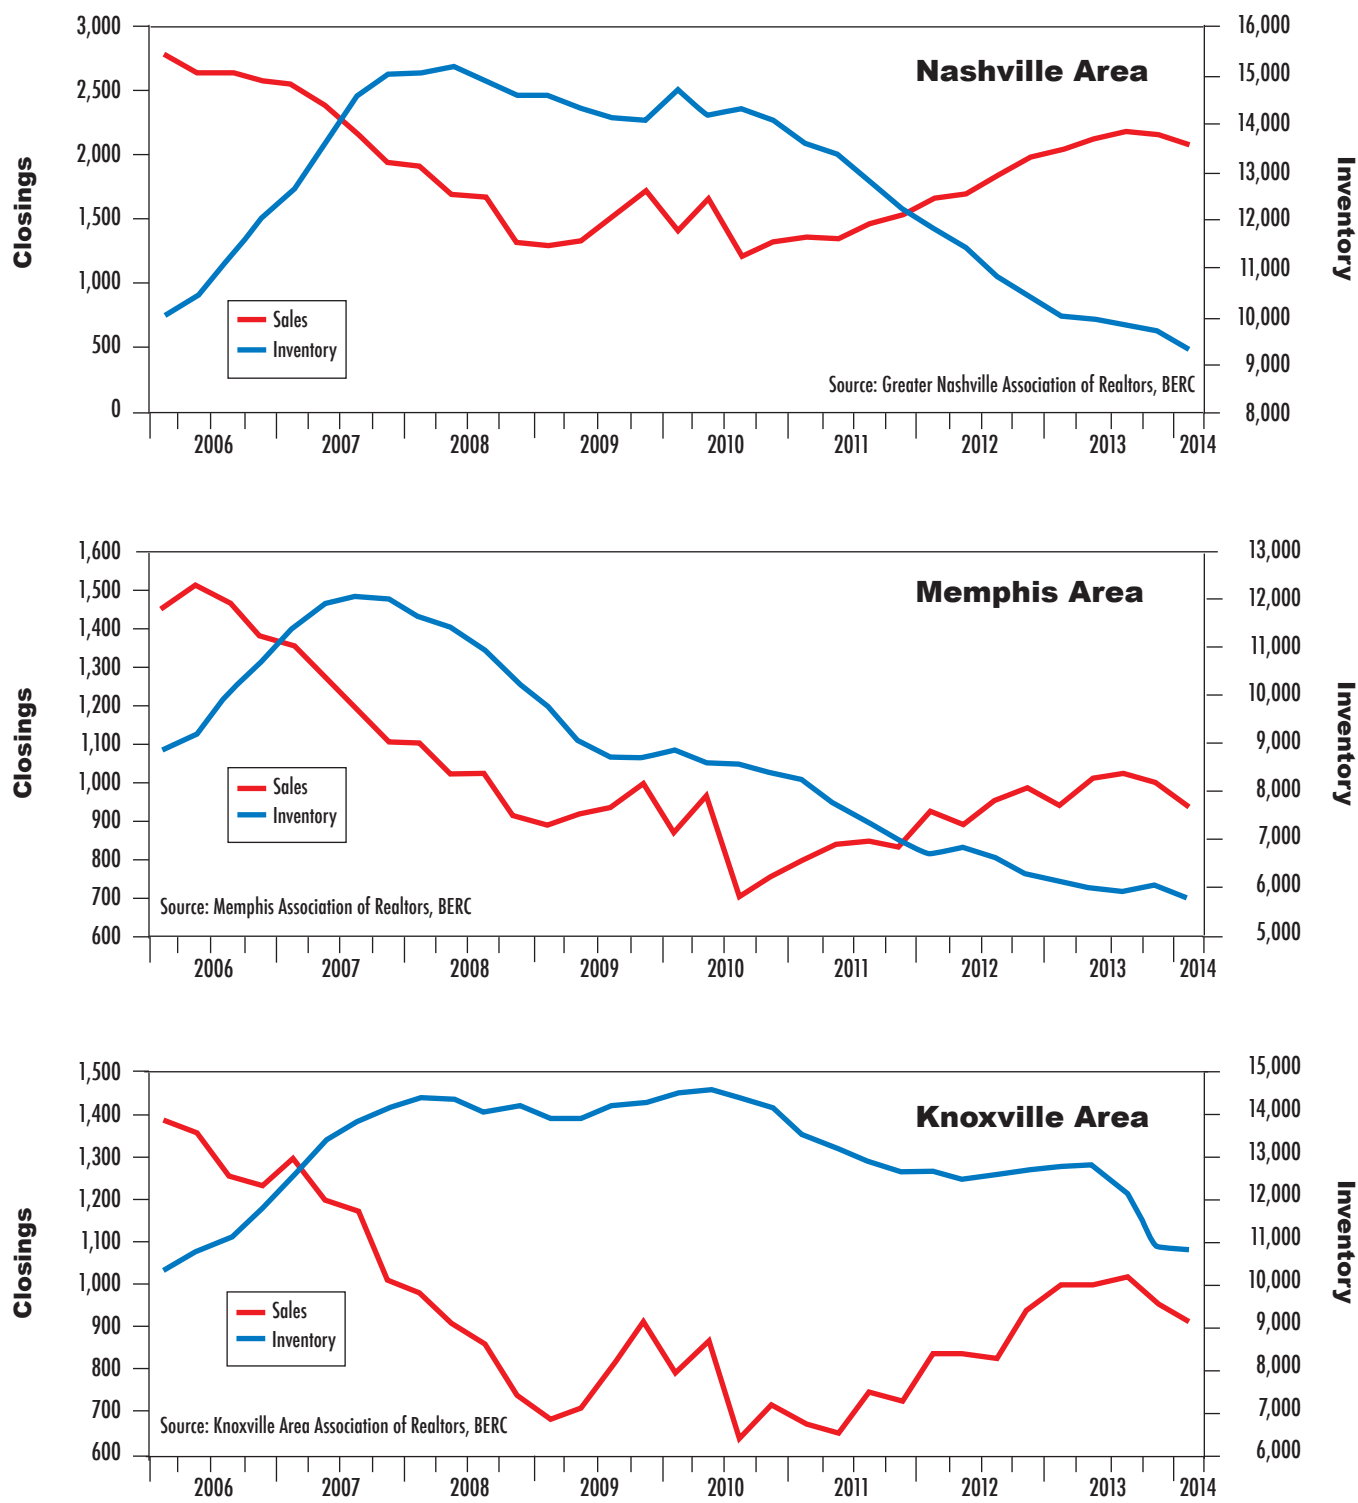 Nashville Area
Closings
Inventory
3,000
2,500
2,000
1,500
1,000
500
0
16,000
15,000
14,000
13,000
12,000
11,000
10,000
9,000
8,000
Sales
Inventory
Source: Greater Nashville Association of Realtors, BERC
2006 2007 2008 2009 2010 2011 2012 2013 2014
Memphis Area
Closings
Inventory
1,600
1,500
1,400
1,300
1,200
1,100
1,000
900
800
700
600
13,000
12,000
11,000
10,000
9,000
8,000
7,000
6,000
5,000
Sales
Inventory
Source: Memphis Association of Realtors, BERC
2006 2007 2008 2009 2010 2011 2012 2013 2014
Knoxville Area
Closings
Inventory
1,500
1,400
1,300
1,200
1,100
1,000
900
800
700
600
15,000
14,000
13,000
12,000
11,000
10,000
9,000
8,000
7,000
6,000
Sales
Inventory
Source: Knoxville Area Association of Realtors, BERC
2006 2007 2008 2009 2010 2011 2012 2013 2014